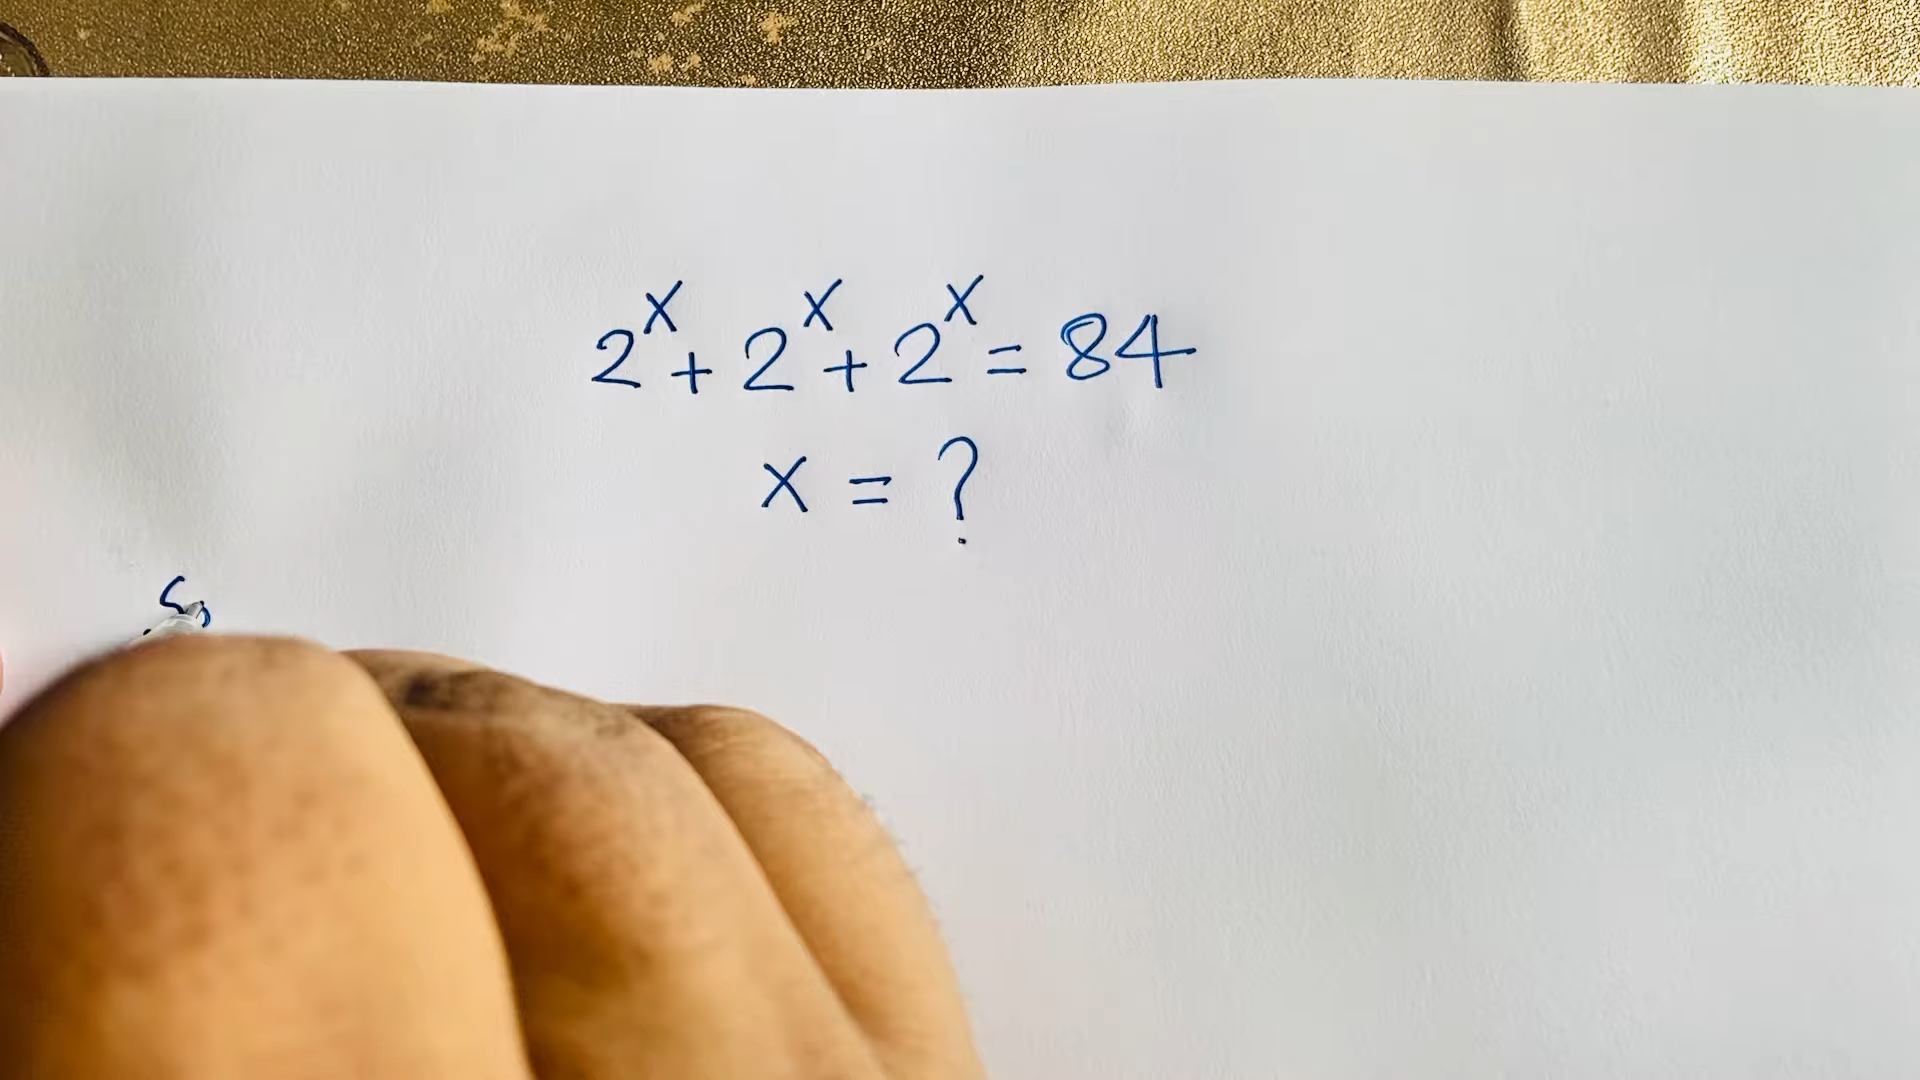 2^x + 2^x + 2^x = 84
x = ?